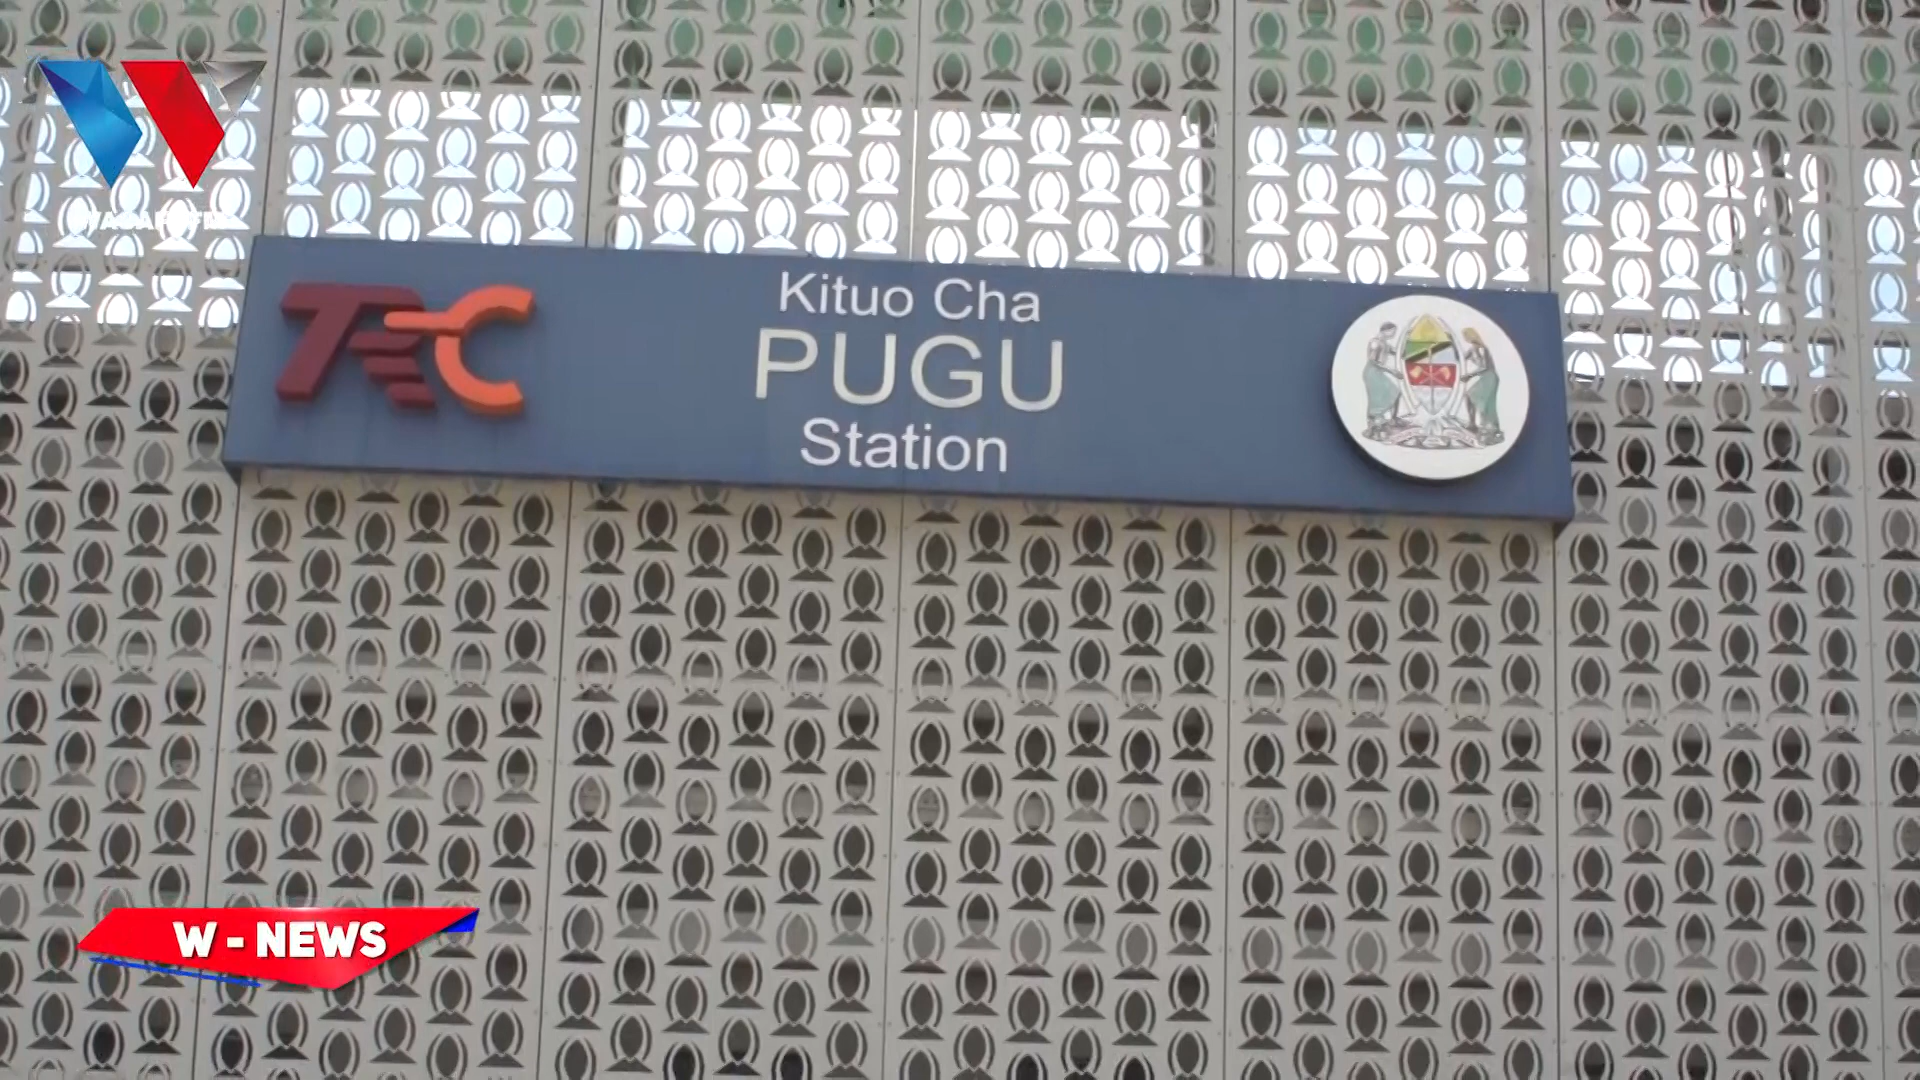 TRC
Kituo Cha
PUGU
Station
W - NEWS